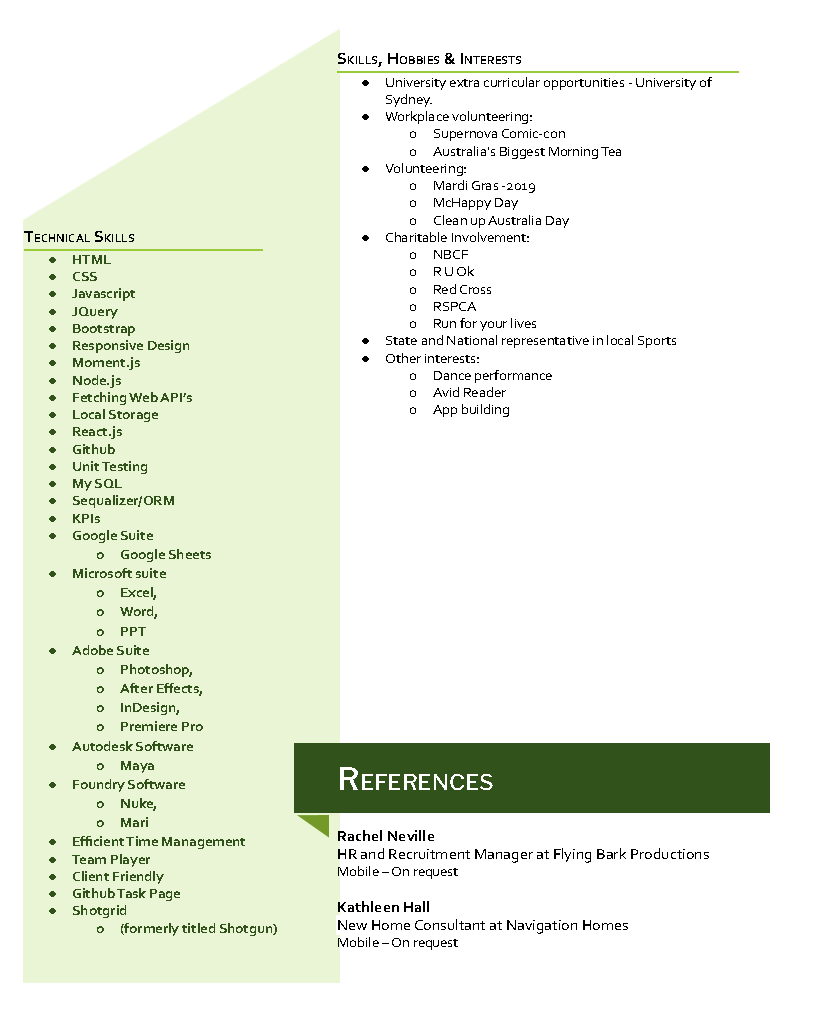 Skills, Hobbies & Interests
● University extra curricular opportunities - University of
Sydney.
● Workplace volunteering:
o Supernova Comic-con
o Australia's Biggest Morning Tea
● Volunteering:
o Mardi Gras -2019
o McHappy Day
o Clean up Australia Day
● Charitable Involvement:
o NBCF
o R U Ok
o Red Cross
o RSPCA
o Run for your lives
● State and National representative in local Sports
● Other interests:
o Dance performance
o Avid Reader
o App building
Technical Skills
● HTML
● CSS
● Javascript
● JQuery
● Bootstrap
● Responsive Design
● Moment.js
● Node.js
● Fetching Web API's
● Local Storage
● React.js
● Github
● Unit Testing
● My SQL
● Sequalizer/ORM
● KPIs
● Google Suite
o Google Sheets
● Microsoft suite
o Excel,
o Word,
o PPT
● Adobe Suite
o Photoshop,
o After Effects,
o InDesign,
o Premiere Pro
● Autodesk Software
o Maya
● Foundry Software
o Nuke,
o Mari
● Efficient Time Management
● Team Player
● Client Friendly
● Github Task Page
● Shotgrid
o (formerly titled Shotgun)
References
Rachel Neville
HR and Recruitment Manager at Flying Bark Productions
Mobile – On request
Kathleen Hall
New Home Consultant at Navigation Homes
Mobile – On request